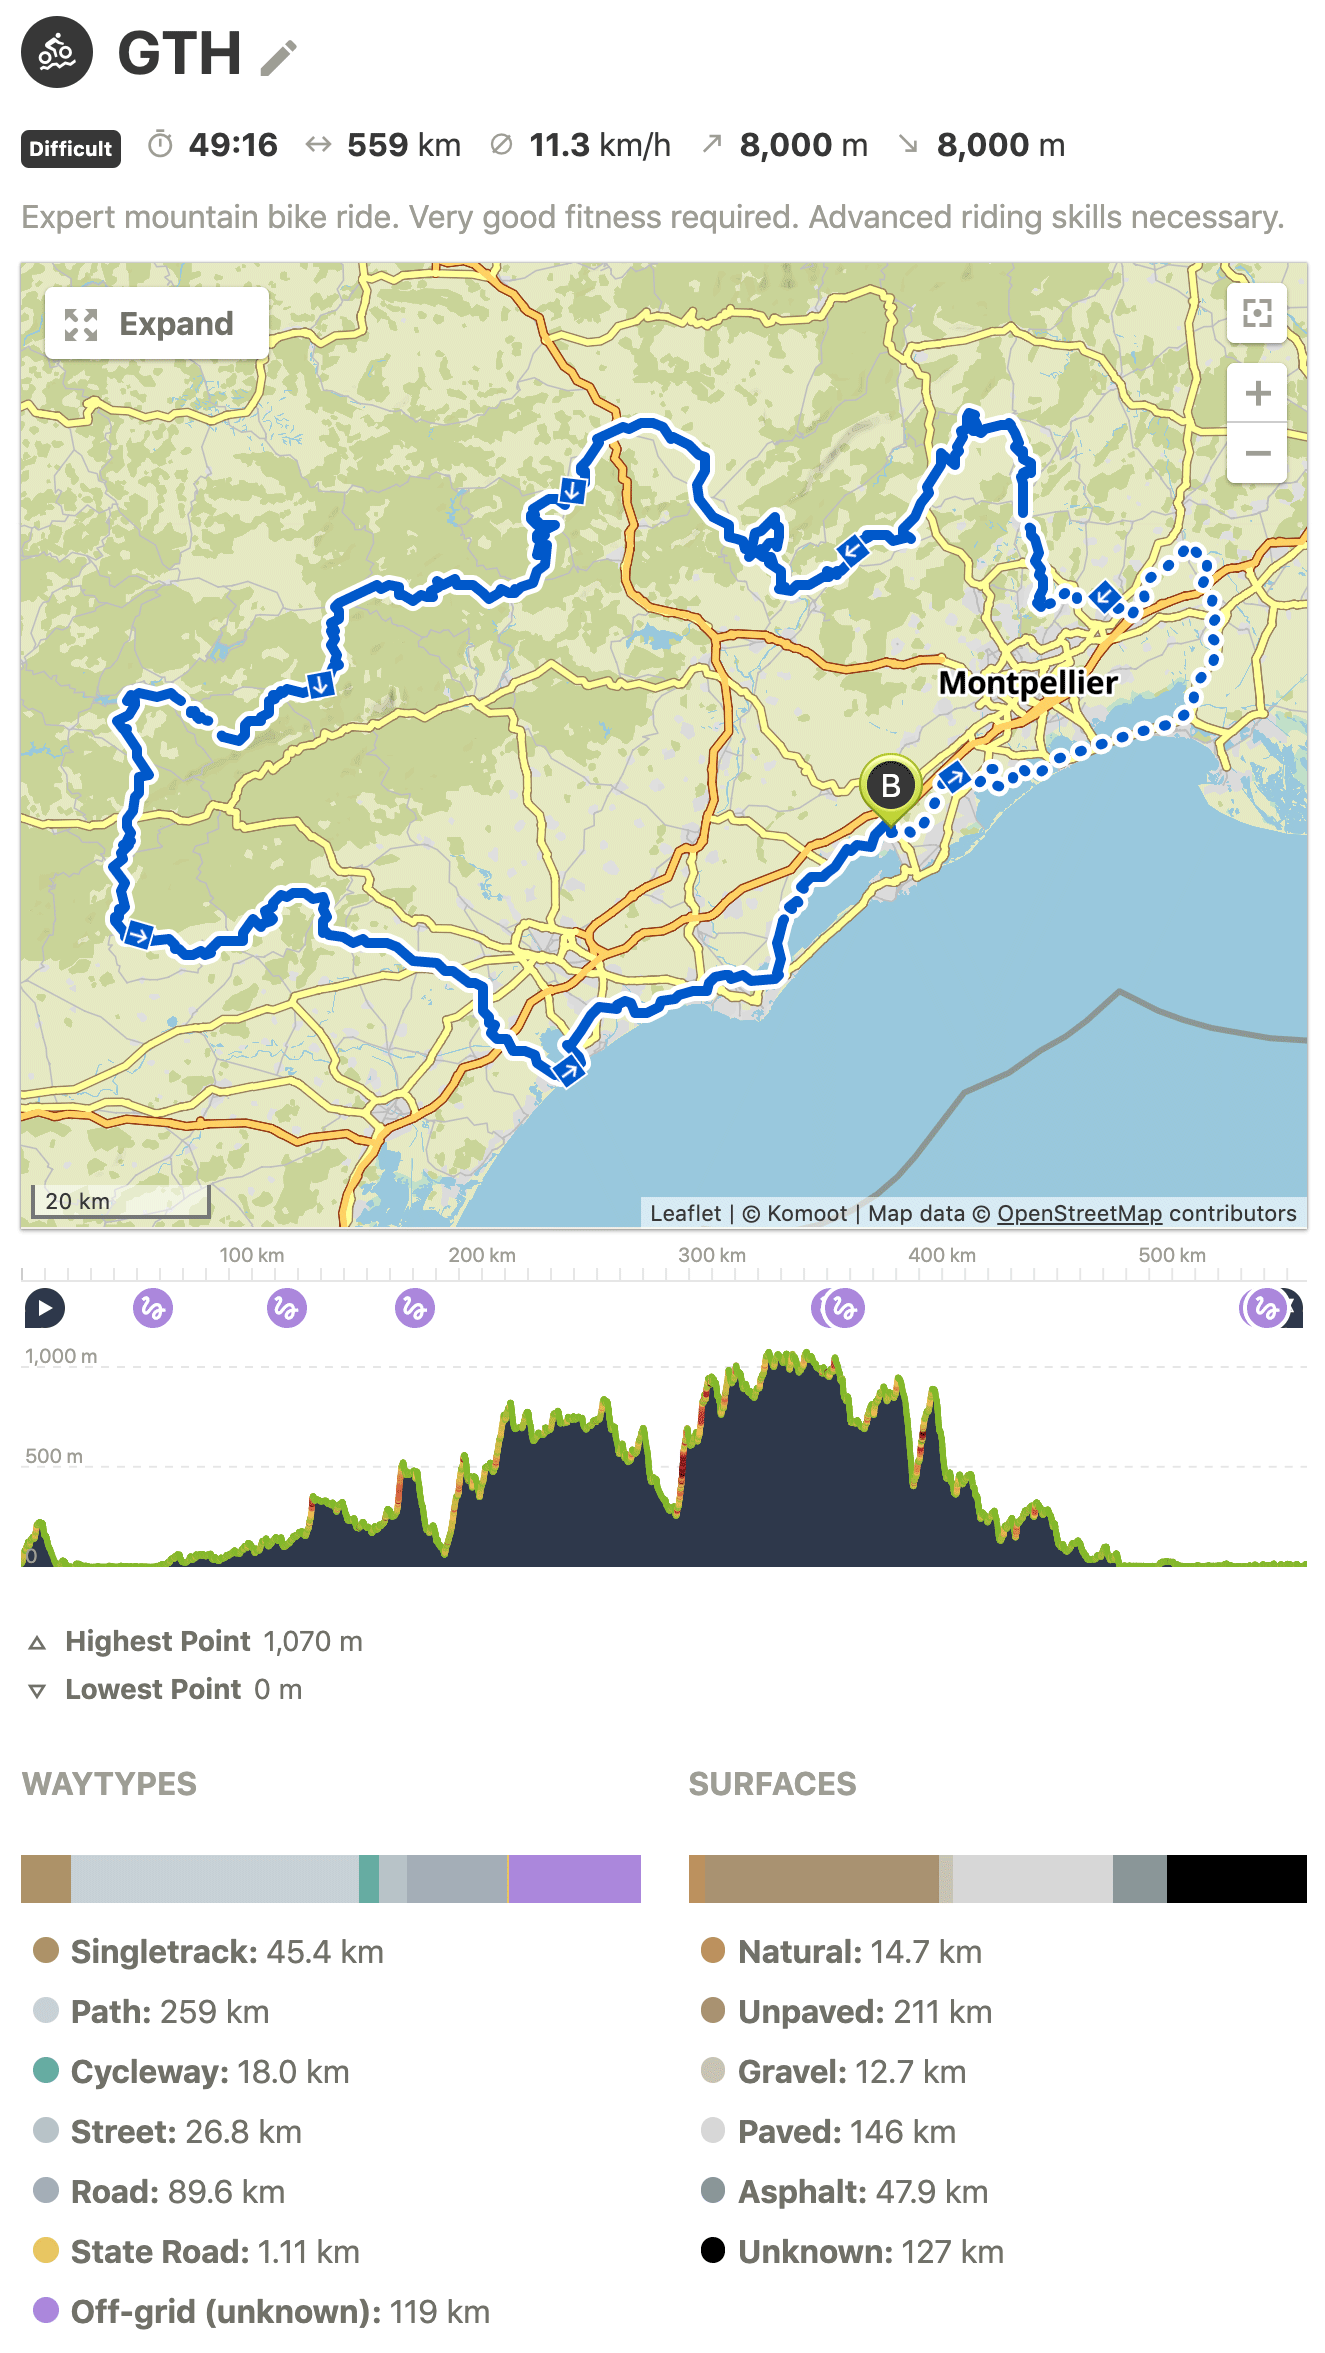 GTH
Difficult 49:16 559 km 11.3 km/h 8,000 m 8,000 m
Expert mountain bike ride. Very good fitness required. Advanced riding skills necessary.
Expand
+
−
Montpellier
B
20 km
Leaflet | © Komoot | Map data © OpenStreetMap contributors
100 km 200 km 300 km 400 km 500 km
1,000 m
500 m
0
Highest Point 1,070 m
Lowest Point 0 m
WAYTYPES
Singletrack: 45.4 km
Path: 259 km
Cycleway: 18.0 km
Street: 26.8 km
Road: 89.6 km
State Road: 1.11 km
Off-grid (unknown): 119 km
SURFACES
Natural: 14.7 km
Unpaved: 211 km
Gravel: 12.7 km
Paved: 146 km
Asphalt: 47.9 km
Unknown: 127 km